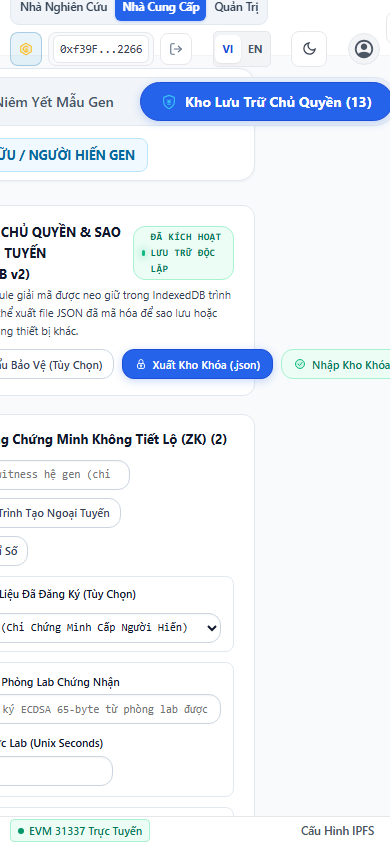 Nhà Nghiên Cứu Nhà Cung Cấp Quản Trị
0xf39F...2266 VI EN
Niêm Yết Mẫu Gen Kho Lưu Trữ Chủ Quyền (13)
ỮU / NGƯỜI HIẾN GEN
CHỦ QUYỀN & SAO
TUYẾN
B v2)
ĐÃ KÍCH HOẠT
LƯU TRỮ ĐỘC
LẬP
ule giải mã được neo giữ trong IndexedDB trình
thể xuất file JSON đã mã hóa để sao lưu hoặc
ng thiết bị khác.
ẩu Bảo Vệ (Tùy Chọn) Xuất Kho Khóa (.json) Nhập Kho Khóa
g Chứng Minh Không Tiết Lộ (ZK) (2)
witness hệ gen (chỉ
Trình Tạo Ngoại Tuyến
ỉ Số
Liệu Đã Đăng Ký (Tùy Chọn)
(Chỉ Chứng Minh Cấp Người Hiến)
Phòng Lab Chứng Nhận
ký ECDSA 65-byte từ phòng lab được
ực Lab (Unix Seconds)
EVM 31337 Trực Tuyến Cấu Hình IPFS